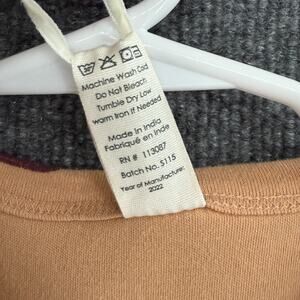 Machine Wash Cold
Do Not Bleach
Tumble Dry Low
warm Iron If Needed
Made in India
Fabriqué en Inde
RN # 113087
Batch No. 5115
Year of Manufacture:
2022